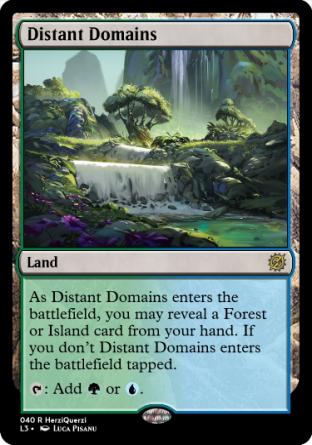 Distant Domains
Land
As Distant Domains enters the
battlefield, you may reveal a Forest
or Island card from your hand. If
you don't Distant Domains enters
the battlefield tapped.
: Add or .
040 R HerziQuerzi
L3 • Luca Pisanu